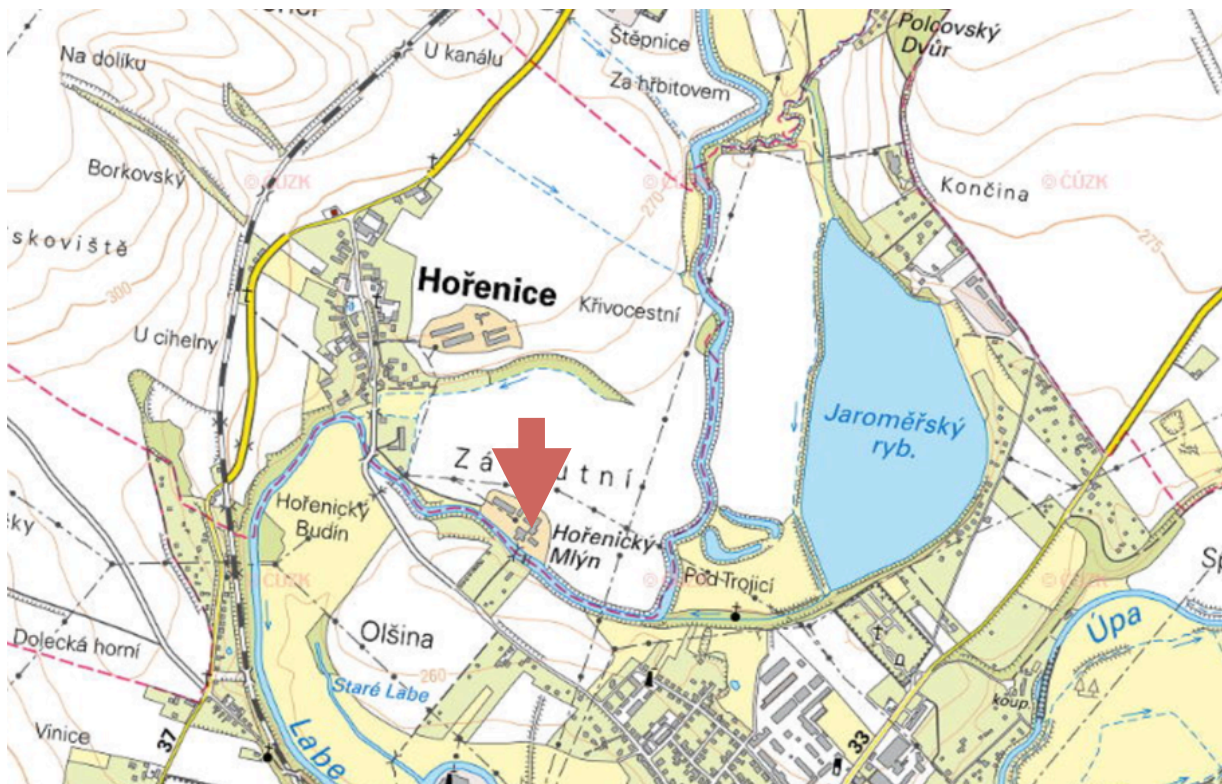 Na dolíku
U kanálu
Štěpnice
Za hřbitovem
Polcovský
Dvůr
Borkovský
© ČÚZK
© ČÚZK
Končina
© ČÚZK
skoviště
270
275
300
Hořenice
Křivocestní
U cihelny
Jaroměřský
ryb.
Hořenický
Budín
Hořenický
Mlýn
© ČÚZK
© ČÚZK
Pod Trojicí
© ČÚZK
Dolecká horní
Olšina
260
Staré Labe
Úpa
koup.
Vinice
37
Labe
33